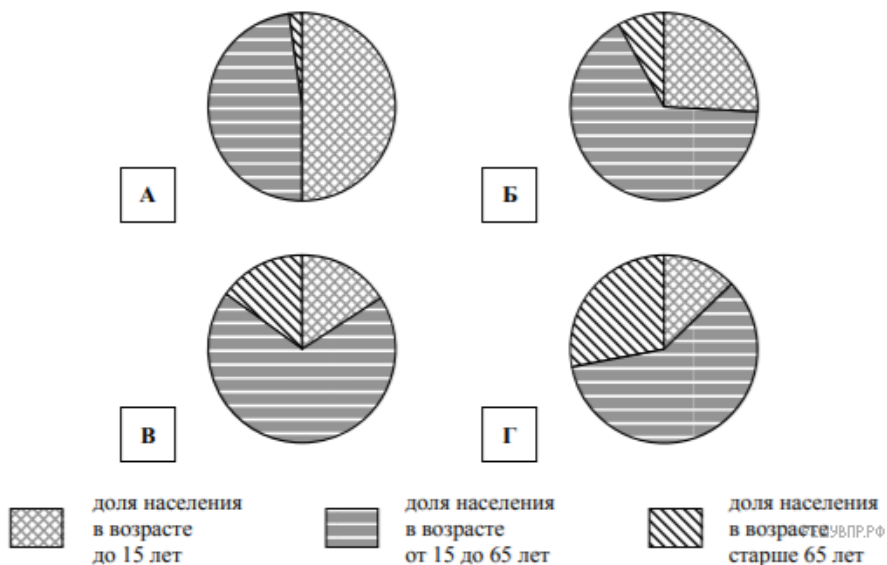 А
Б
В
Г
доля населения
в возрасте
до 15 лет
доля населения
в возрасте
от 15 до 65 лет
доля населения
в возрасте
старше 65 лет